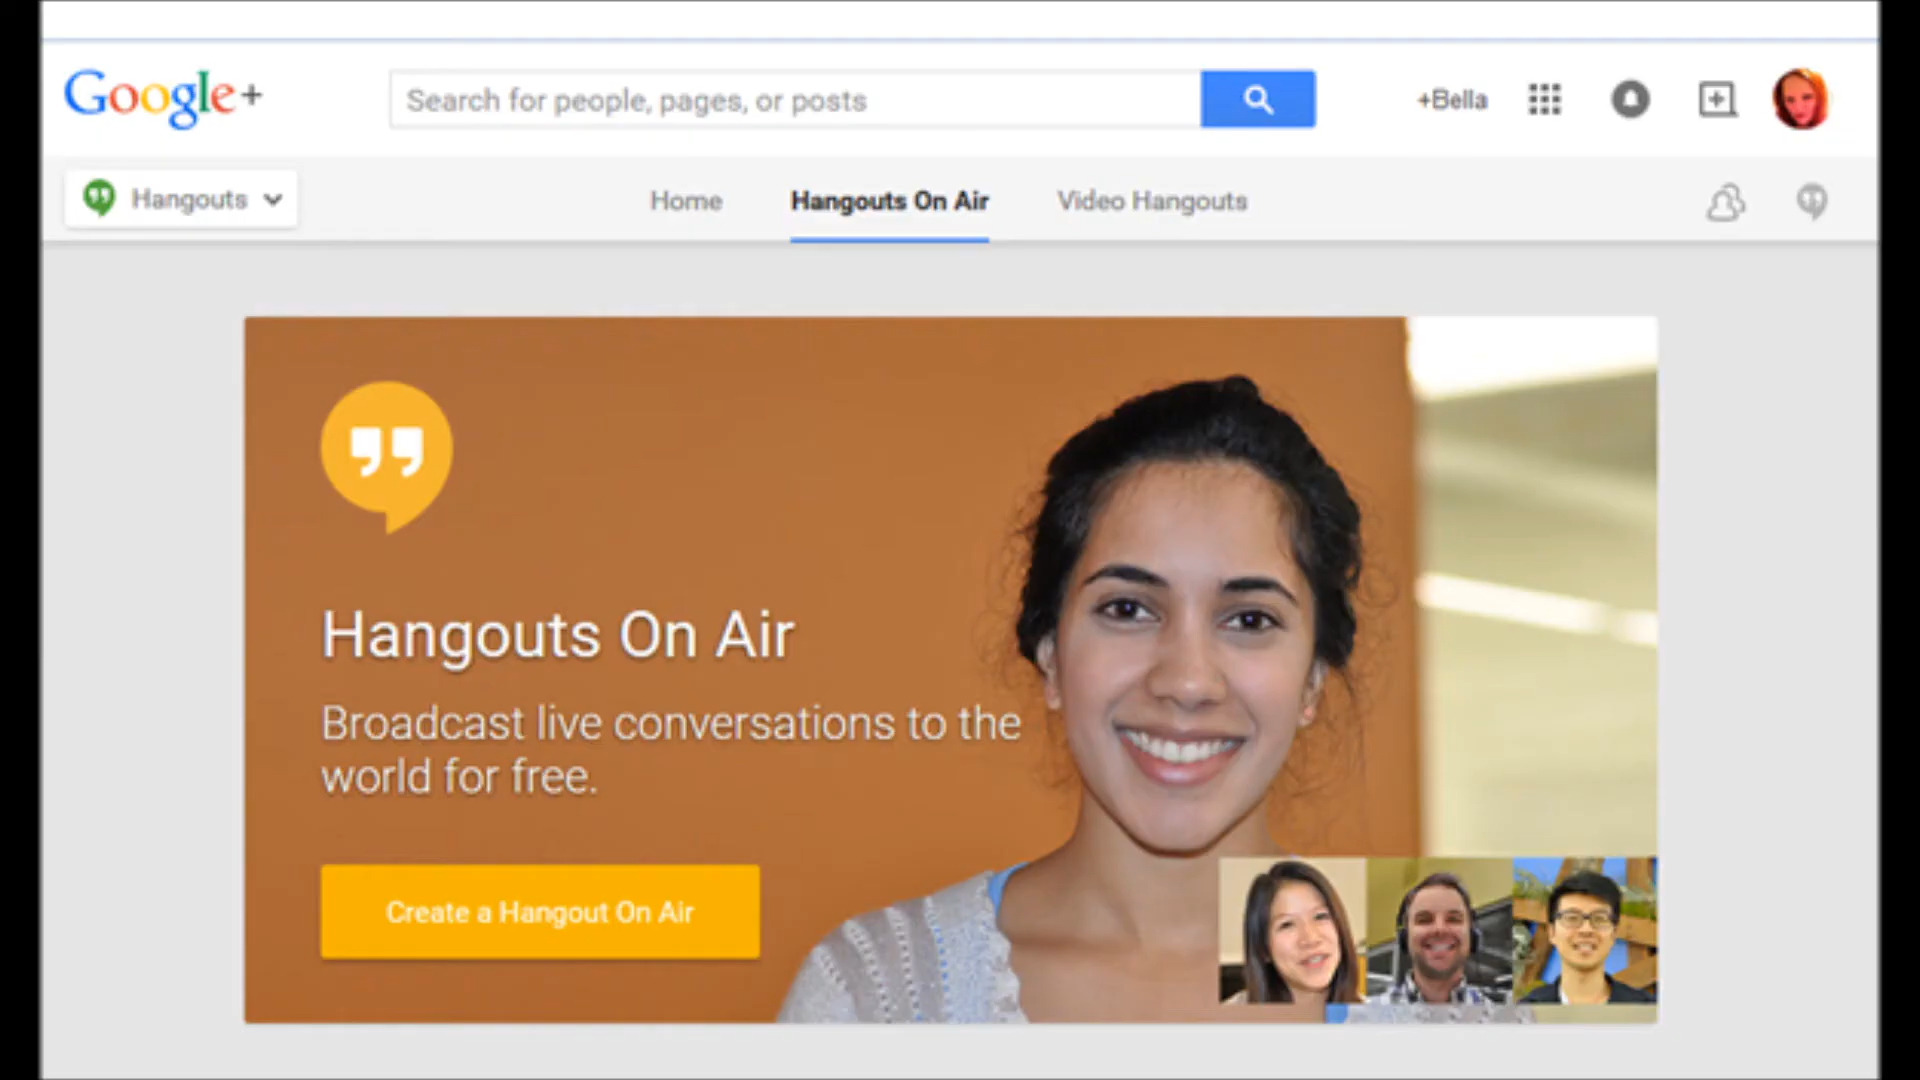 Google+
Search for people, pages, or posts
+Bella
Hangouts
Home
Hangouts On Air
Video Hangouts
Hangouts On Air
Broadcast live conversations to the
world for free.
Create a Hangout On Air